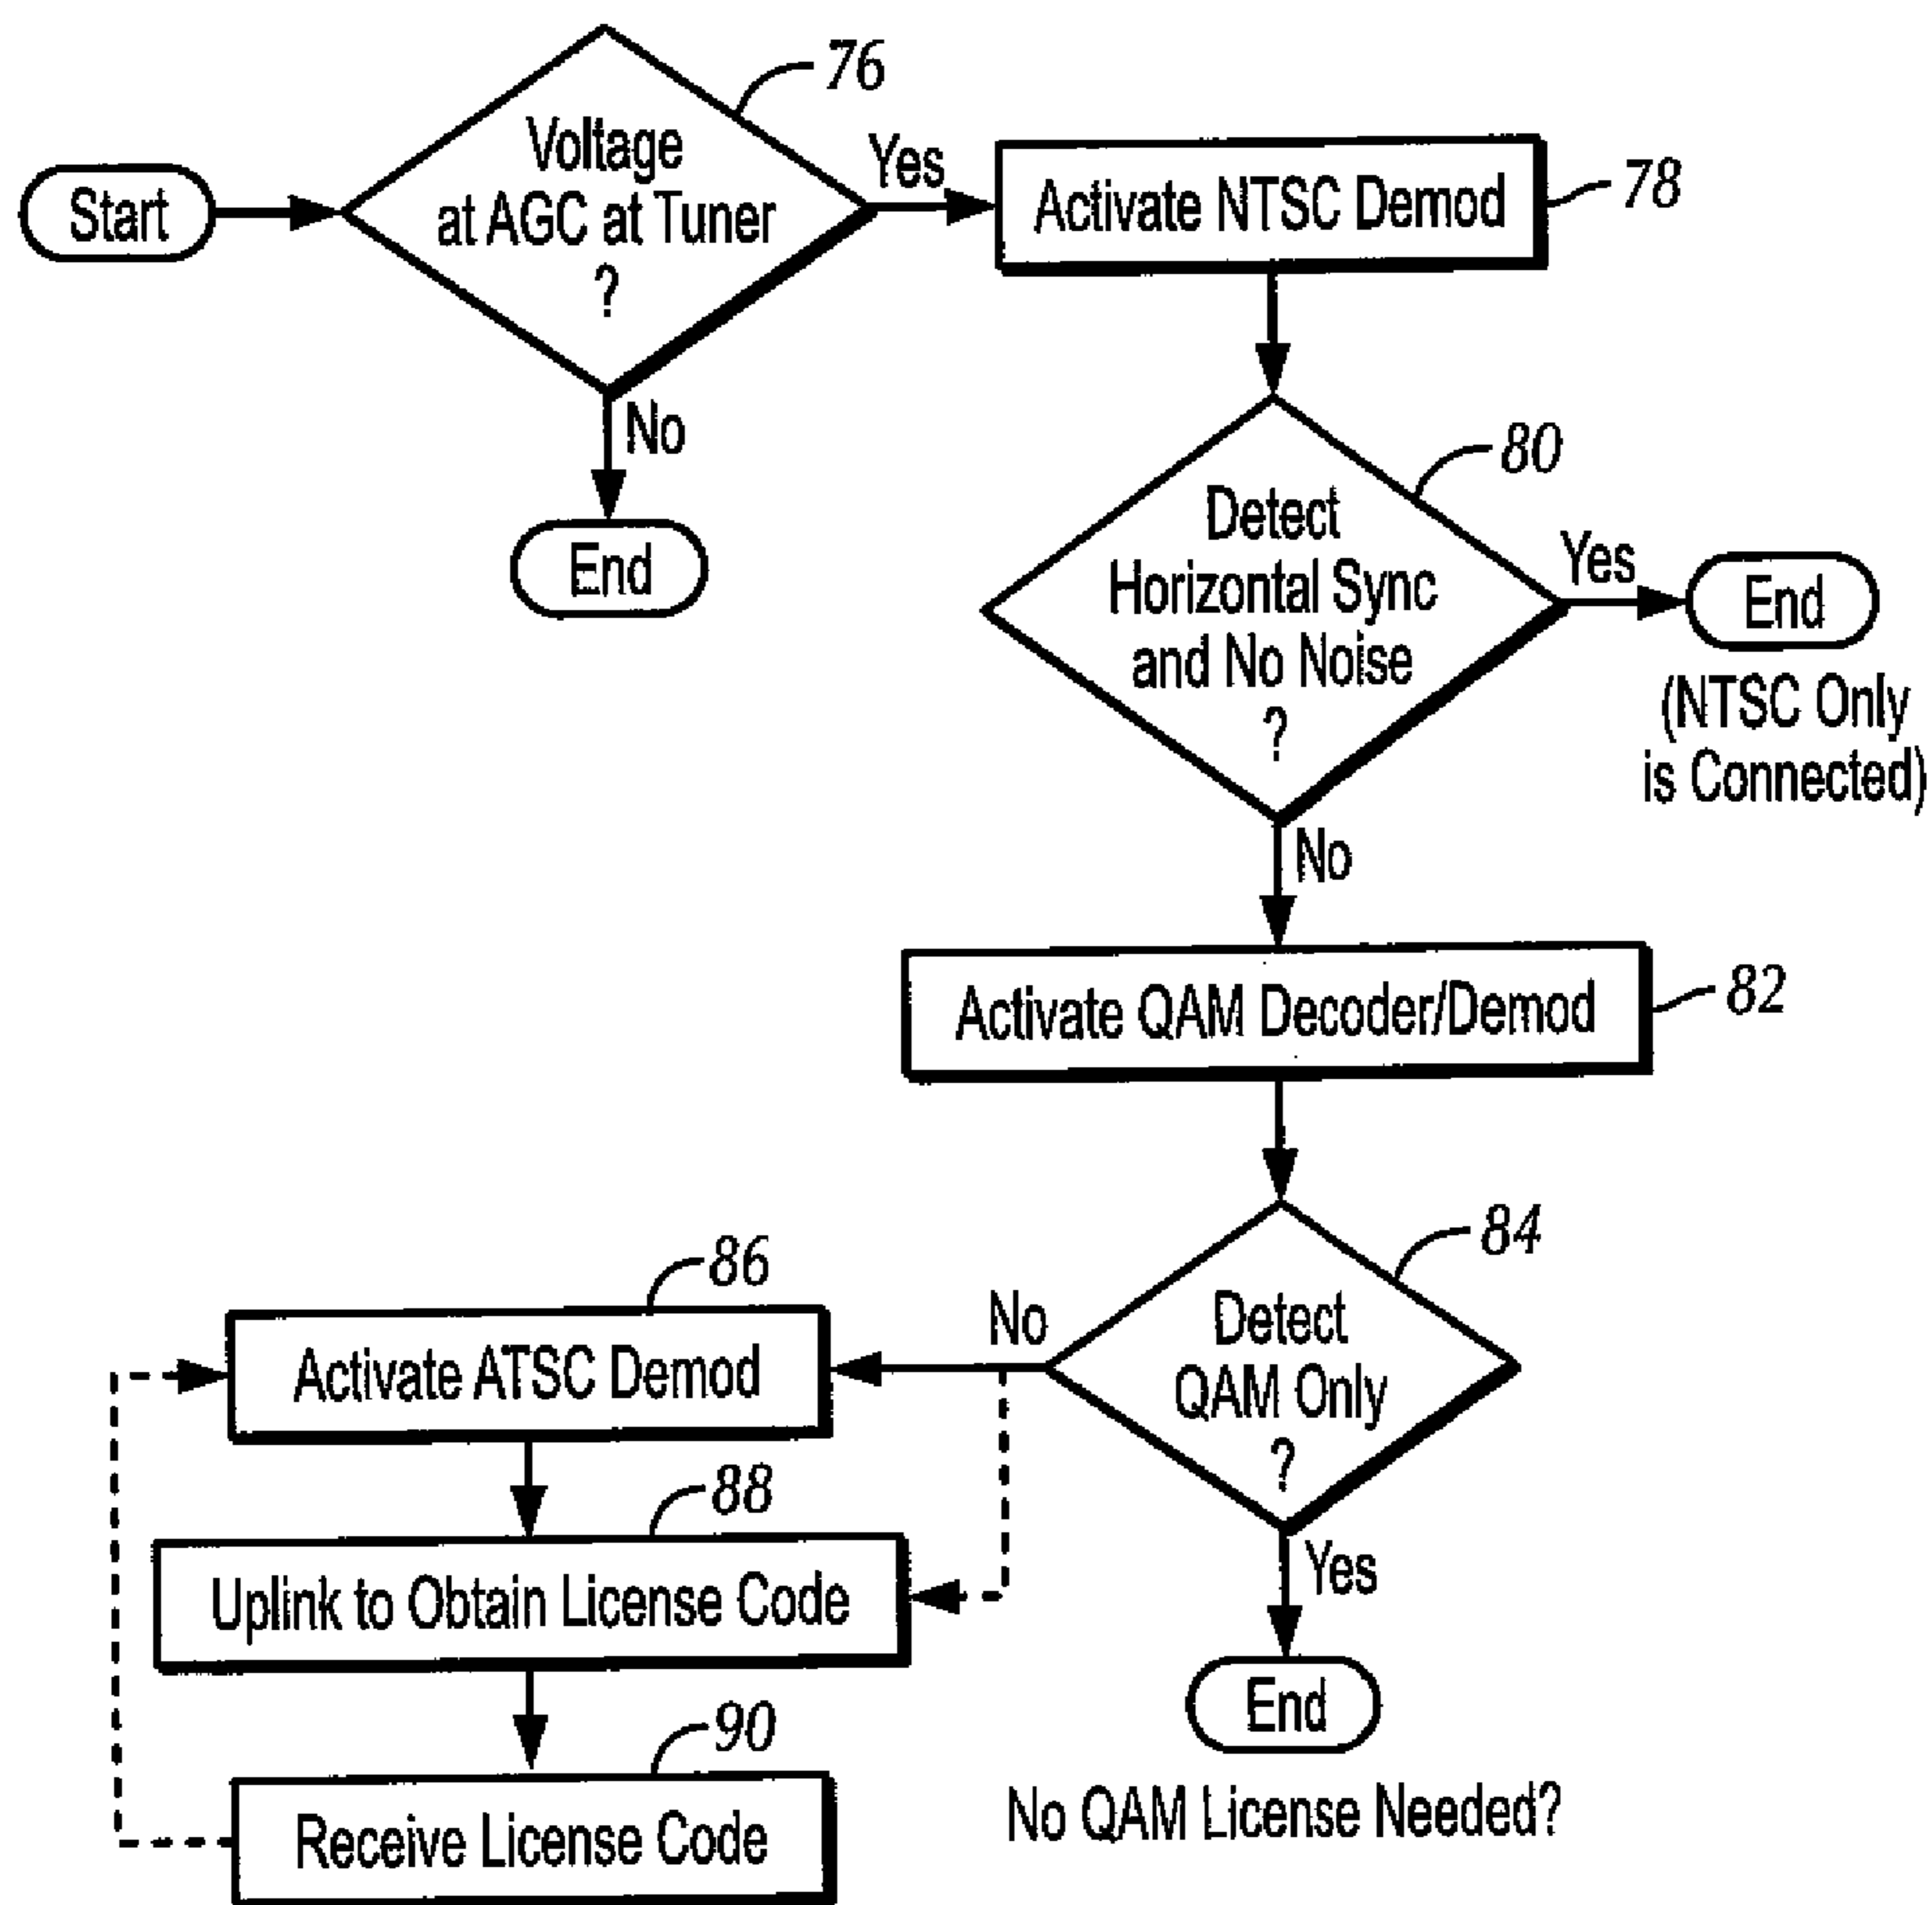 76
Voltage
at AGC at Tuner
?
Start
Yes
Activate NTSC Demod
78
No
End
80
Detect
Horizontal Sync
and No Noise
?
Yes
End
(NTSC Only
is Connected)
No
Activate QAM Decoder/Demod
82
84
Detect
QAM Only
?
No
86
Activate ATSC Demod
88
Uplink to Obtain License Code
90
Receive License Code
Yes
End
No QAM License Needed?